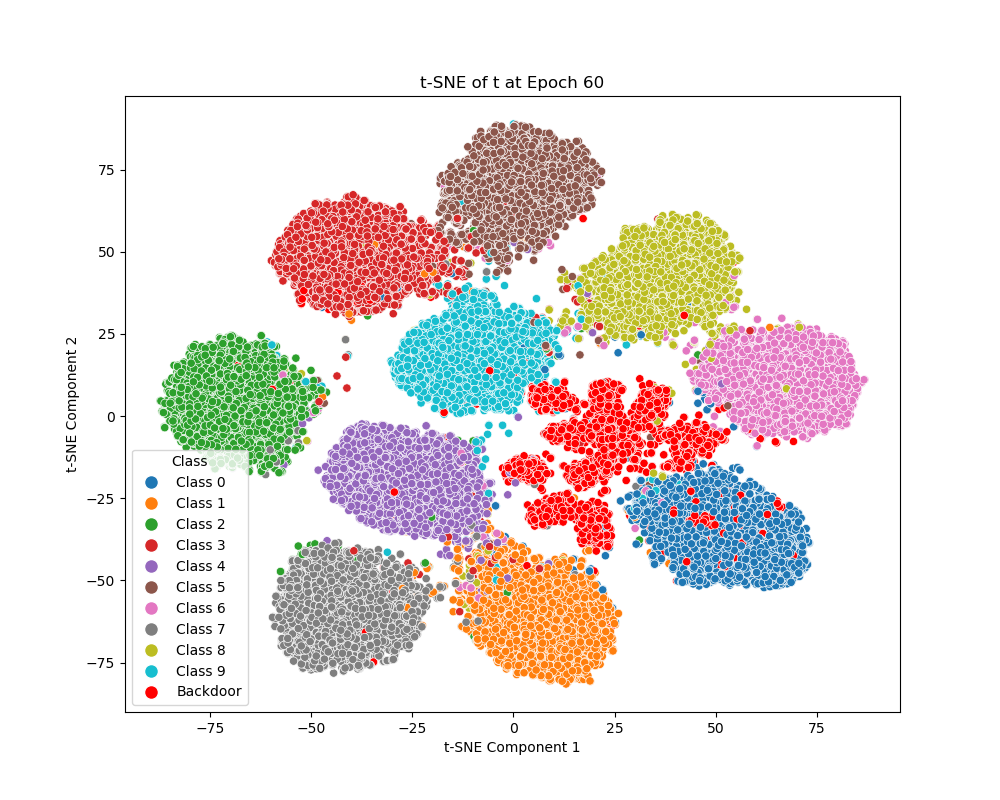 t-SNE of t at Epoch 60
t-SNE Component 2
75
50
25
0
−25
−50
−75
Class
Class 0
Class 1
Class 2
Class 3
Class 4
Class 5
Class 6
Class 7
Class 8
Class 9
Backdoor
−75
−50
−25
0
25
50
75
t-SNE Component 1